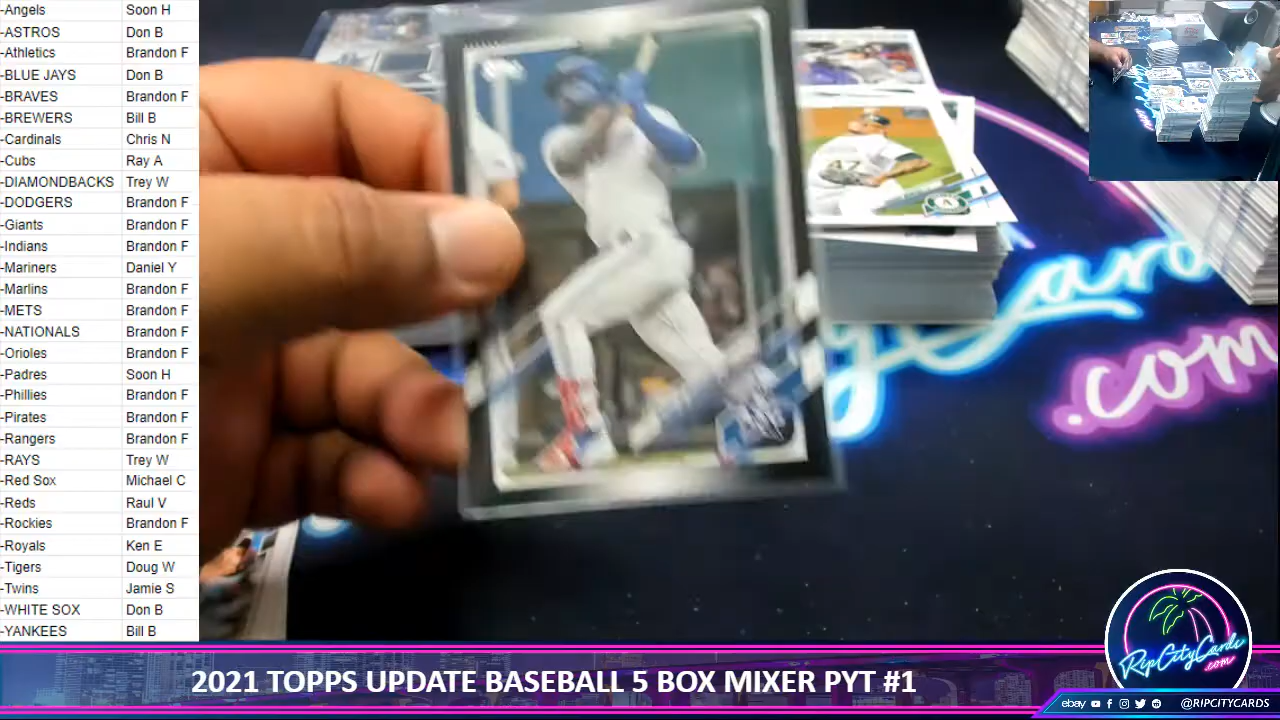 -Angels Soon H
-ASTROS Don B
-Athletics Brandon F
-BLUE JAYS Don B
-BRAVES Brandon F
-BREWERS Bill B
-Cardinals Chris N
-Cubs Ray A
-DIAMONDBACKS Trey W
-DODGERS Brandon F
-Giants Brandon F
-Indians Brandon F
-Mariners Daniel Y
-Marlins Brandon F
-METS Brandon F
-NATIONALS Brandon F
-Orioles Brandon F
-Padres Soon H
-Phillies Brandon F
-Pirates Brandon F
-Rangers Brandon F
-RAYS Trey W
-Red Sox Michael C
-Reds Raul V
-Rockies Brandon F
-Royals Ken E
-Tigers Doug W
-Twins Jamie S
-WHITE SOX Don B
-YANKEES Bill B
47
.com
RipCityCards
.com
2021 TOPPS UPDATE BASEBALL 5 BOX MIXER PYT #1
ebay @RIPCITYCARDS